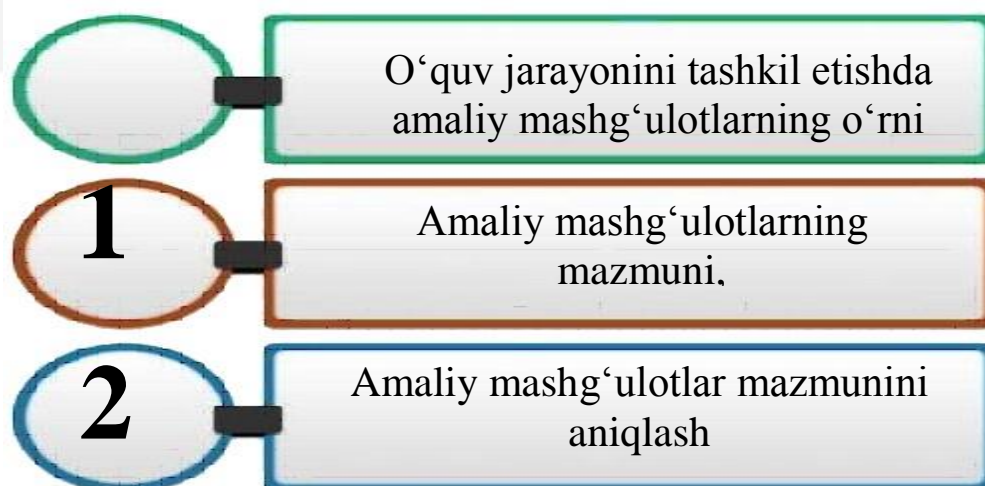 O‘quv jarayonini tashkil etishda
amaliy mashg‘ulotlarning o‘rni
1
Amaliy mashg‘ulotlarning
mazmuni.
2
Amaliy mashg‘ulotlar mazmunini
aniqlash